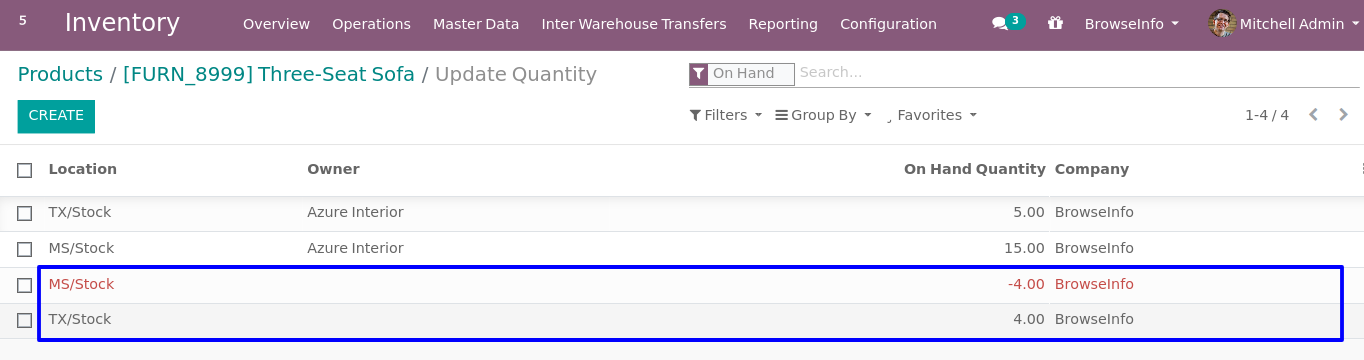 5 Inventory Overview Operations Master Data Inter Warehouse Transfers Reporting Configuration 3 BrowseInfo Mitchell Admin
Products / [FURN_8999] Three-Seat Sofa / Update Quantity On Hand Search...
CREATE Filters Group By Favorites 1-4 / 4
Location Owner On Hand Quantity Company
TX/Stock Azure Interior 5.00 BrowseInfo
MS/Stock Azure Interior 15.00 BrowseInfo
MS/Stock -4.00 BrowseInfo
TX/Stock 4.00 BrowseInfo